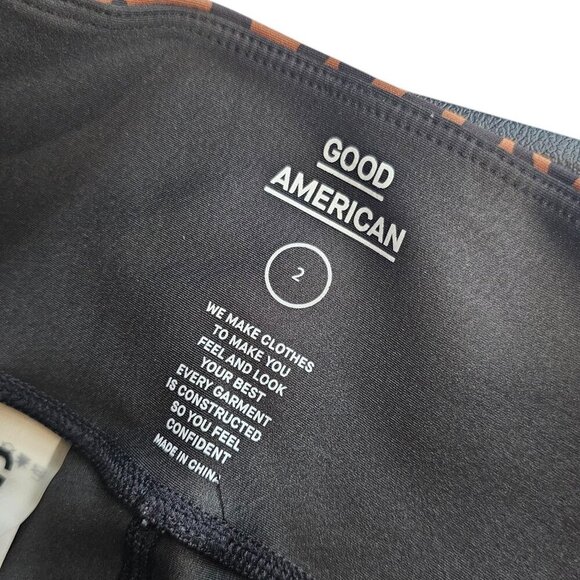 GOOD
AMERICAN
2
WE MAKE CLOTHES
TO MAKE YOU
FEEL AND LOOK
YOUR BEST
EVERY GARMENT
IS CONSTRUCTED
SO YOU FEEL
CONFIDENT
MADE IN CHINA